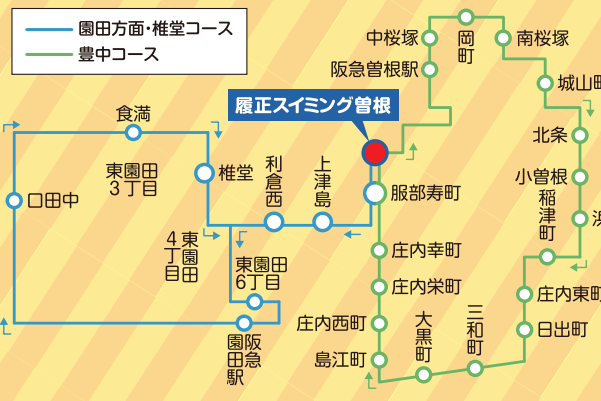 園田方面・椎堂コース
豊中コース
中桜塚
岡町
南桜塚
阪急曽根駅
城山町
履正スイミング曽根
北条
食満
東園田
3丁目
椎堂
利倉西
上津島
小曽根
稲津町
服部寿町
口田中
浜
東園田
4丁目
東園田
6丁目
庄内幸町
庄内栄町
庄内東町
庄内西町
大黒町
三和町
日出町
園田
阪急
駅
島江町